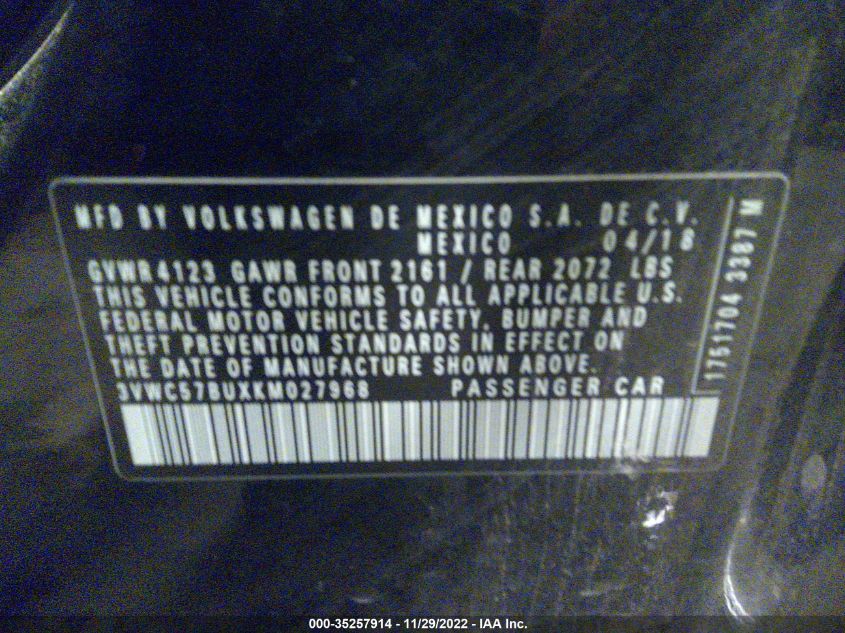 MFD BY VOLKSWAGEN DE MEXICO S.A. DE C.V.
MEXICO 04/18
GVWR 4123 GAWR FRONT 2161 / REAR 2072 LBS
THIS VEHICLE CONFORMS TO ALL APPLICABLE U.S.
FEDERAL MOTOR VEHICLE SAFETY, BUMPER AND
THEFT PREVENTION STANDARDS IN EFFECT ON
THE DATE OF MANUFACTURE SHOWN ABOVE.
3VWC57BUXKM027968 PASSENGER CAR
1751704 3387 M
000-35257914 - 11/29/2022 - IAA Inc.